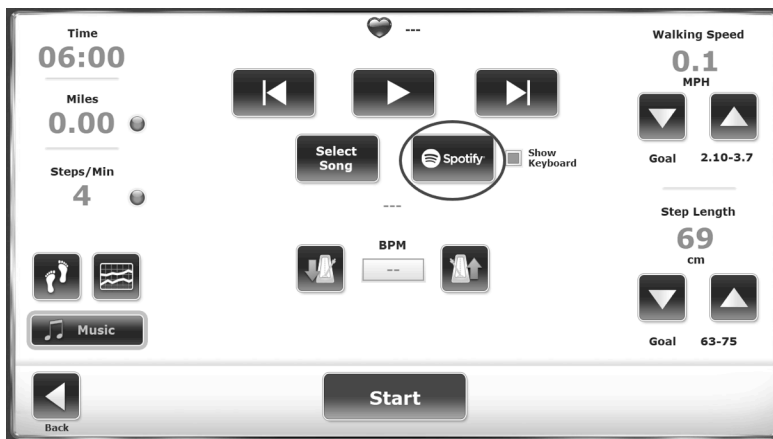 Time
06:00
Miles
0.00
Steps/Min
4
Music
Back
---
Select
Song
Spotify
Show
Keyboard
---
BPM
--
Start
Walking Speed
0.1
MPH
Goal 2.10-3.7
Step Length
69
cm
Goal 63-75